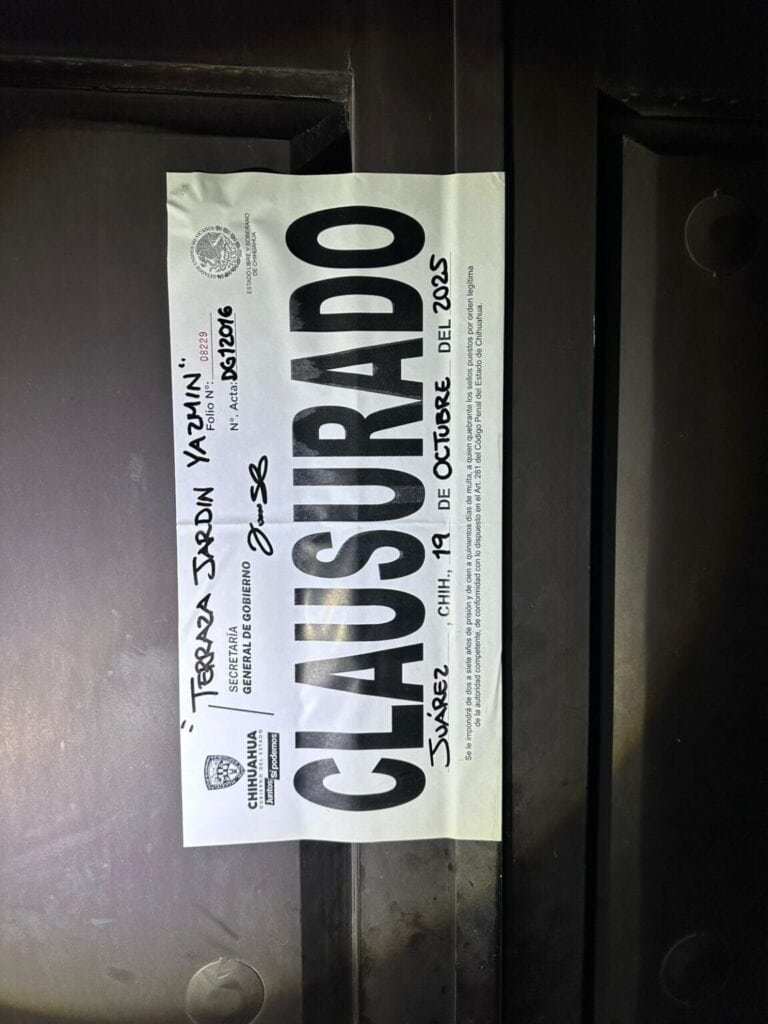 "TERRAZA JARDIN YAZMIN"
CHIHUAHUA
GOBIERNO DEL ESTADO
Juntos Sí podemos
SECRETARÍA
GENERAL DE GOBIERNO
Folio N°: 08229
N°. Acta: DG12016
ESTADOS UNIDOS MEXICANOS
ESTADO LIBRE Y SOBERANO
DE CHIHUAHUA
CLAUSURADO
JUÁREZ, CHIH., 19 DE OCTUBRE DEL 2025
Se le impondrá de dos a siete años de prisión y de cien a quinientos días de multa, a quien quebrante los sellos puestos por orden legítima
de la autoridad competente, de conformidad con lo dispuesto en el Art. 281 del Código Penal del Estado de Chihuahua.